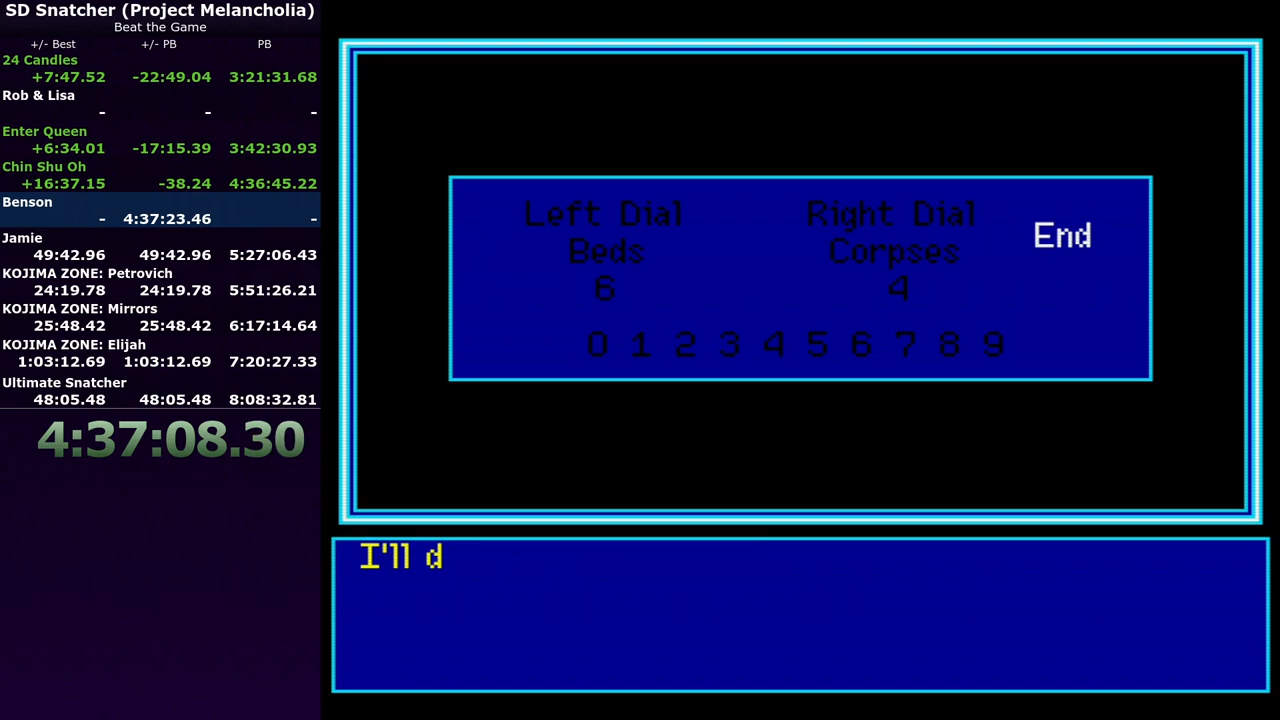 SD Snatcher (Project Melancholia)
Beat the Game
+/- Best +/- PB PB
24 Candles
+7:47.52 -22:49.04 3:21:31.68
Rob & Lisa
- - -
Enter Queen
+6:34.01 -17:15.39 3:42:30.93
Chin Shu Oh
+16:37.15 -38.24 4:36:45.22
Benson
- 4:37:23.46 -
Jamie
49:42.96 49:42.96 5:27:06.43
KOJIMA ZONE: Petrovich
24:19.78 24:19.78 5:51:26.21
KOJIMA ZONE: Mirrors
25:48.42 25:48.42 6:17:14.64
KOJIMA ZONE: Elijah
1:03:12.69 1:03:12.69 7:20:27.33
Ultimate Snatcher
48:05.48 48:05.48 8:08:32.81
4:37:08.30
Left Dial Right Dial
End
Beds Corpses
6 4
0 1 2 3 4 5 6 7 8 9
I'll d